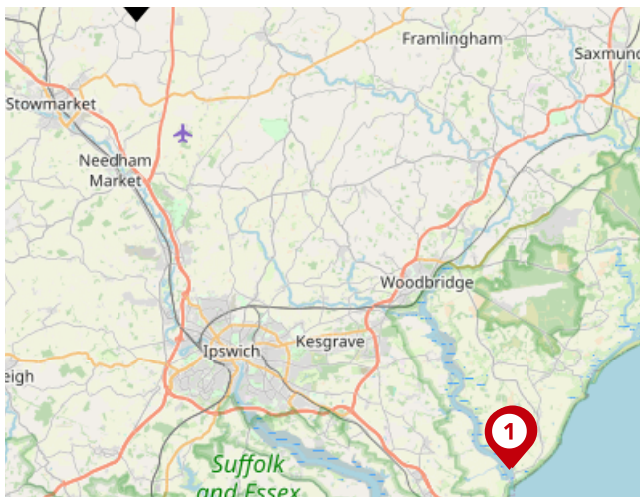 Framlingham
Saxmund
Stowmarket
Needham
Market
Woodbridge
Kesgrave
Ipswich
eigh
1
Suffolk
and Essex